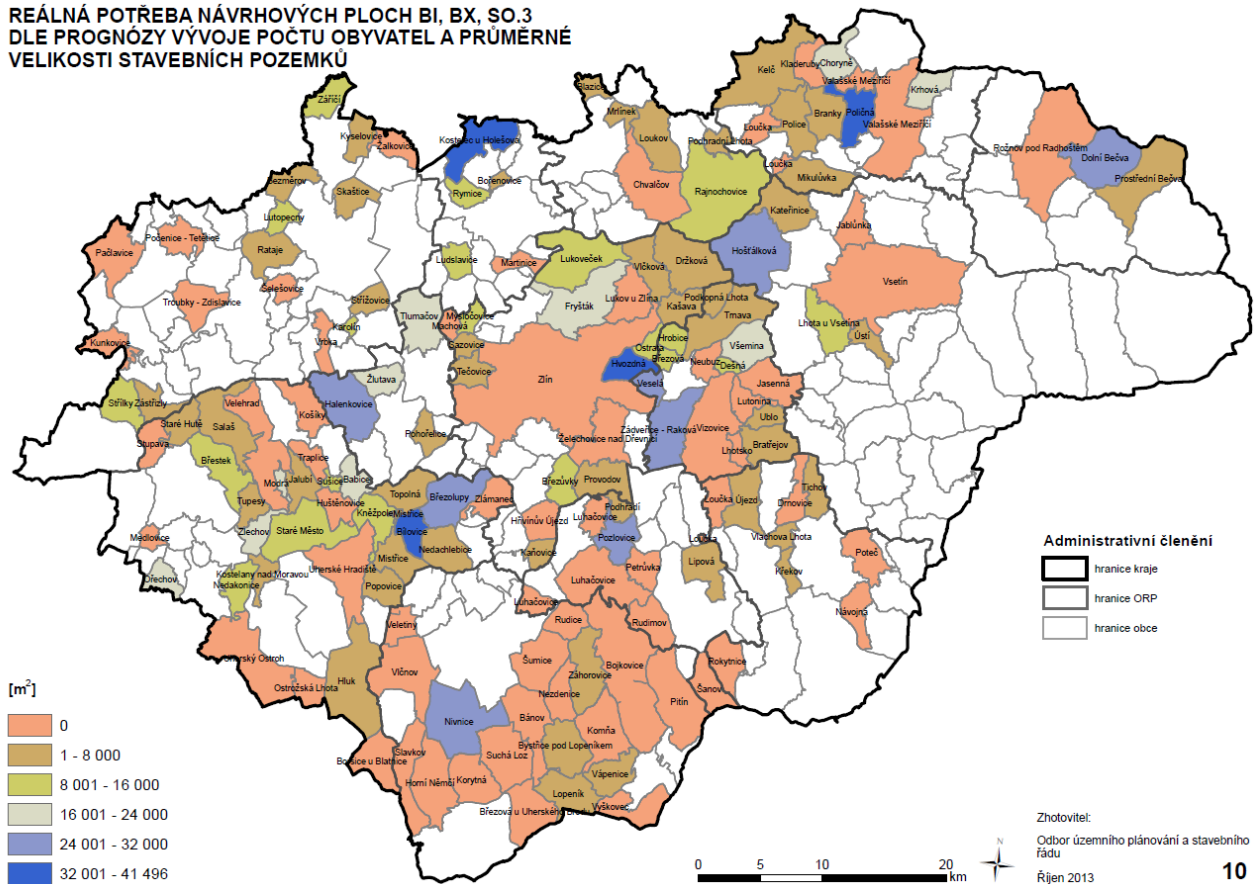 REÁLNÁ POTŘEBA NÁVRHOVÝCH PLOCH BI, BX, SO.3
DLE PROGNÓZY VÝVOJE POČTU OBYVATEL A PRŮMĚRNÉ
VELIKOSTI STAVEBNÍCH POZEMKŮ
Záříčí
Kyselovice
Žalkovice
Kostelec u Holešova
Blazice
Mrlínek
Loukov
Podhradní Lhota
Kelč
Kladeruby
Choryně
Valašské Meziříčí
Krhová
Poličná
Branky
Police
Loučka
Valašské Meziříčí
Rožnov pod Radhoštěm
Dolní Bečva
Prostřední Bečva
Bezměrov
Skaštice
Rymice
Bořenovice
Chvalčov
Rajnochovice
Loučka
Mikulůvka
Lutopecny
Kateřinice
Jablůnka
Pačlavice
Počenice - Tetětice
Rataje
Ludslavice
Martinice
Lukoveček
Vlčková
Držková
Hošťálková
Vsetín
Šelešovice
Troubky - Zdislavice
Střížovice
Fryšták
Lukov u Zlína
Kašava
Podkopná Lhota
Trnava
Tlumačov
Machová
Mysločovice
Karolín
Lhota u Vsetína
Ústí
Kunkovice
Vrbka
Sazovice
Hrobice
Ostrata
Březová
Všemina
Neubuz
Dešná
Hvozdná
Veselá
Tečovice
Zlín
Žlutava
Jasenná
Lutonina
Halenkovice
Střílky
Zástřizly
Velehrad
Košíky
Ublo
Staré Hutě
Salaš
Stupava
Pohořelice
Želechovice nad Dřevnicí
Zádveřice - Raková
Vizovice
Bratřejov
Lhotsko
Břestek
Traplice
Modrá
Jalubí
Sušice
Babice
Březůvky
Provodov
Tupesy
Huštěnovice
Topolná
Březolupy
Zlámanec
Podhradí
Loučka
Újezd
Tichov
Drnovice
Kněžpole
Mistřice
Hřivínův Újezd
Luhačovice
Zlechov
Staré Město
Bílovice
Pozlovice
Medlovice
Nedachlebice
Kaňovice
Loučka
Vlachova Lhota
Poteč
Mistřice
Uherské Hradiště
Petrůvka
Lipová
Křekov
Ořechov
Kostelany nad Moravou
Nedakonice
Popovice
Luhačovice
Luhačovice
Návojná
Veletiny
Rudice
Rudimov
Uherský Ostroh
Vlčnov
Šumice
Bojkovice
Rokytnice
Záhorovice
Ostrožská Lhota
Hluk
Nezdenice
Pitín
Šanov
Nivnice
Bánov
Komňa
Slavkov
Boršice u Blatnice
Suchá Loz
Bystřice pod Lopeníkem
Horní Němčí
Korytná
Vápenice
Lopeník
Březová u Uherského Brodu
Vyškovec
Administrativní členění
hranice kraje
hranice ORP
hranice obce
[m²]
0
1 - 8 000
8 001 - 16 000
16 001 - 24 000
24 001 - 32 000
32 001 - 41 496
0 5 10 20
km
N
Zhotovitel:
Odbor územního plánování a stavebního
řádu
Říjen 2013
10